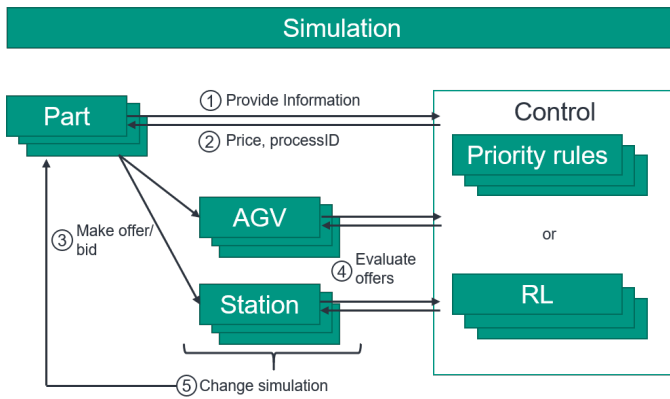 Simulation
Part
① Provide Information
② Price, processID
Control
Priority rules
③ Make offer/
bid
AGV
or
④ Evaluate
offers
Station
RL
⑤ Change simulation